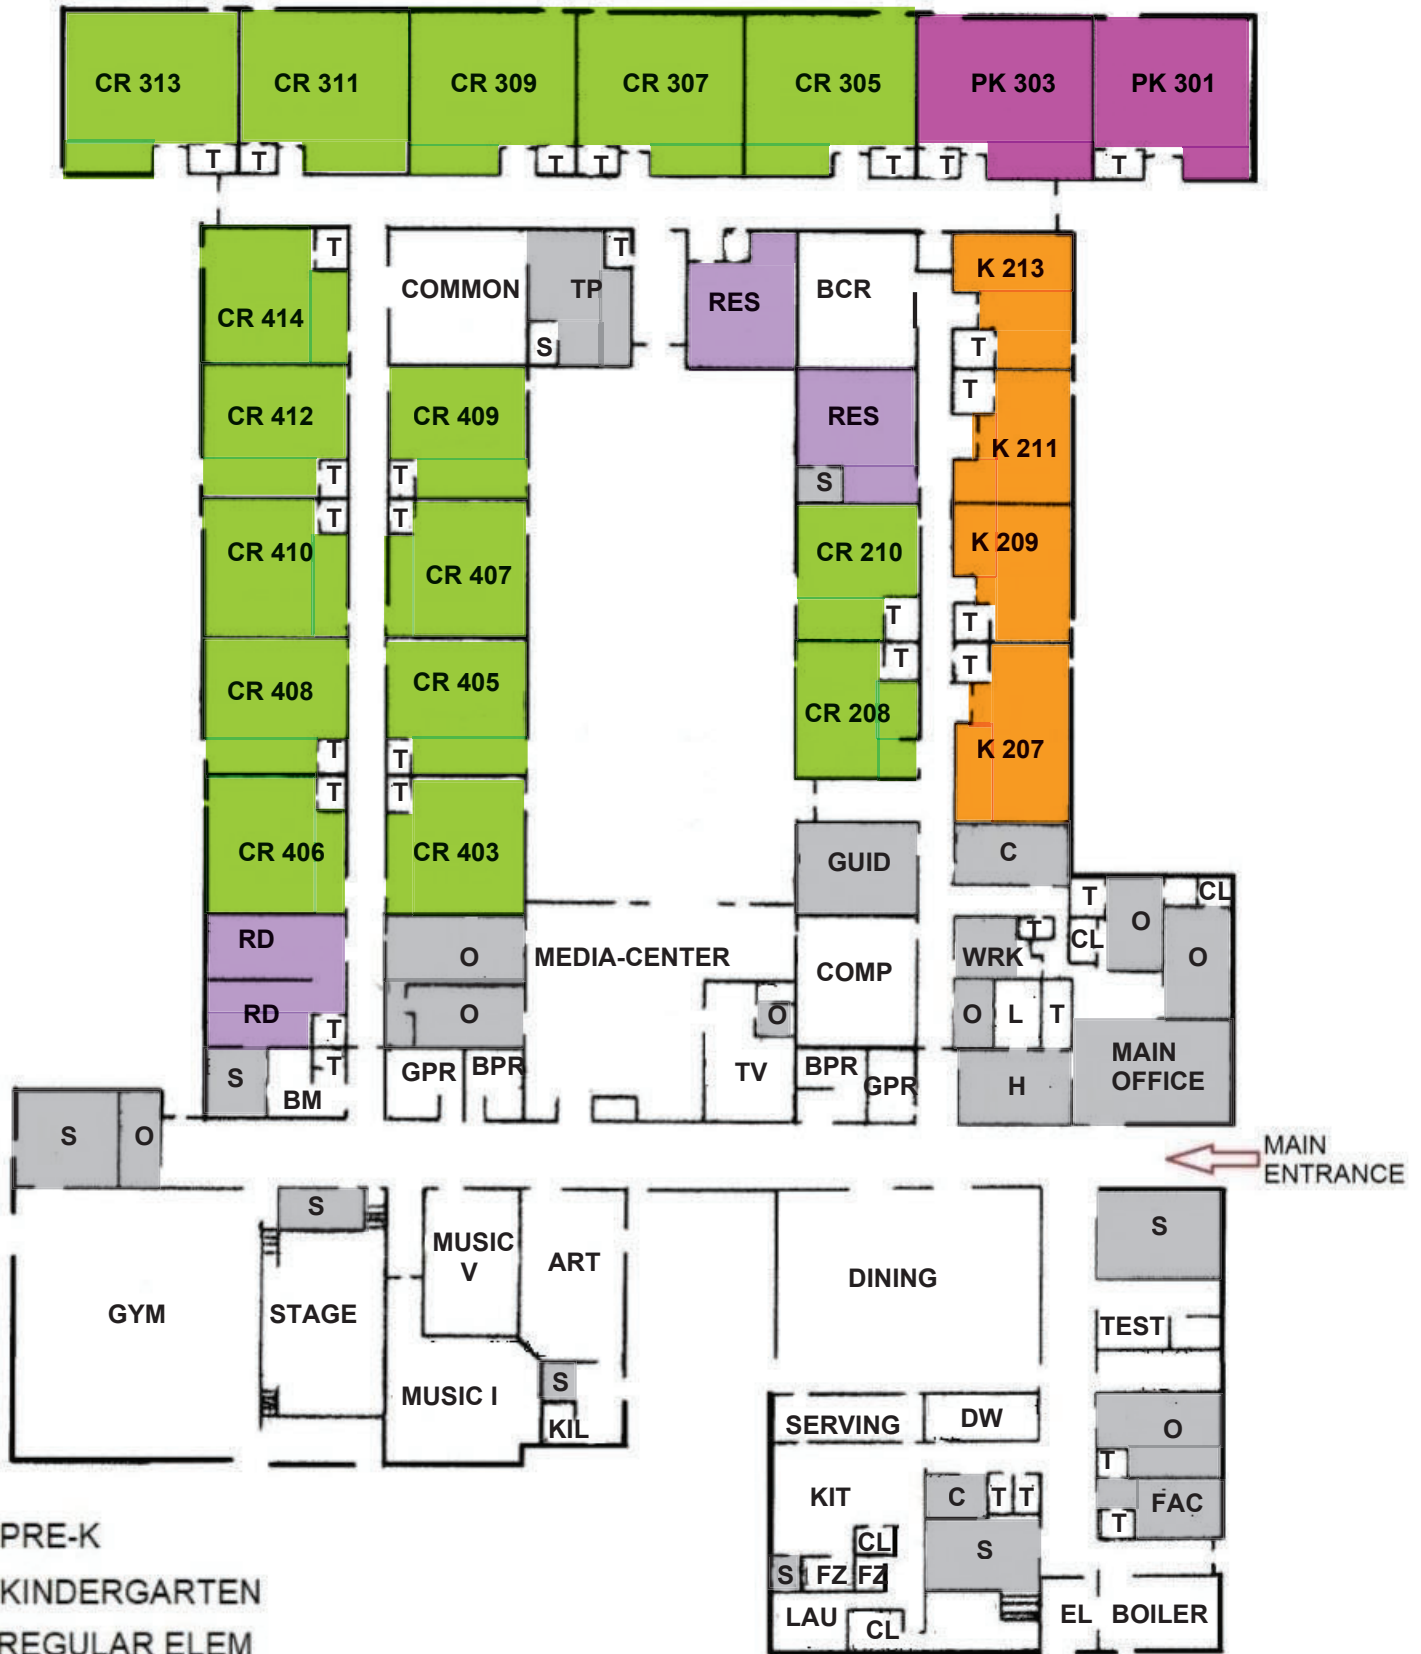 CR 313
CR 311
CR 309
CR 307
CR 305
PK 303
PK 301
T
T
T
T
T
T
T
T
COMMON
TP
T
S
RES
BCR
K 213
CR 414
T
T
CR 412
CR 409
RES
K 211
T
T
S
T
T
CR 410
CR 407
CR 210
K 209
T
T
CR 408
CR 405
T
T
CR 208
K 207
T
T
T
T
CR 406
CR 403
GUID
C
T
CL
O
RD
O
MEDIA-CENTER
COMP
WRK
T
CL
O
RD
O
O
O
L
T
T
S
T
BM
GPR
BPR
TV
BPR
GPR
H
MAIN
OFFICE
S
O
MAIN
ENTRANCE
S
S
MUSIC
V
ART
DINING
GYM
STAGE
TEST
MUSIC I
S
KIL
SERVING
DW
O
T
KIT
C
T
T
FAC
T
CL
S
S
FZ
FZ
LAU
CL
EL
BOILER
PRE-K
KINDERGARTEN
REGULAR ELEM